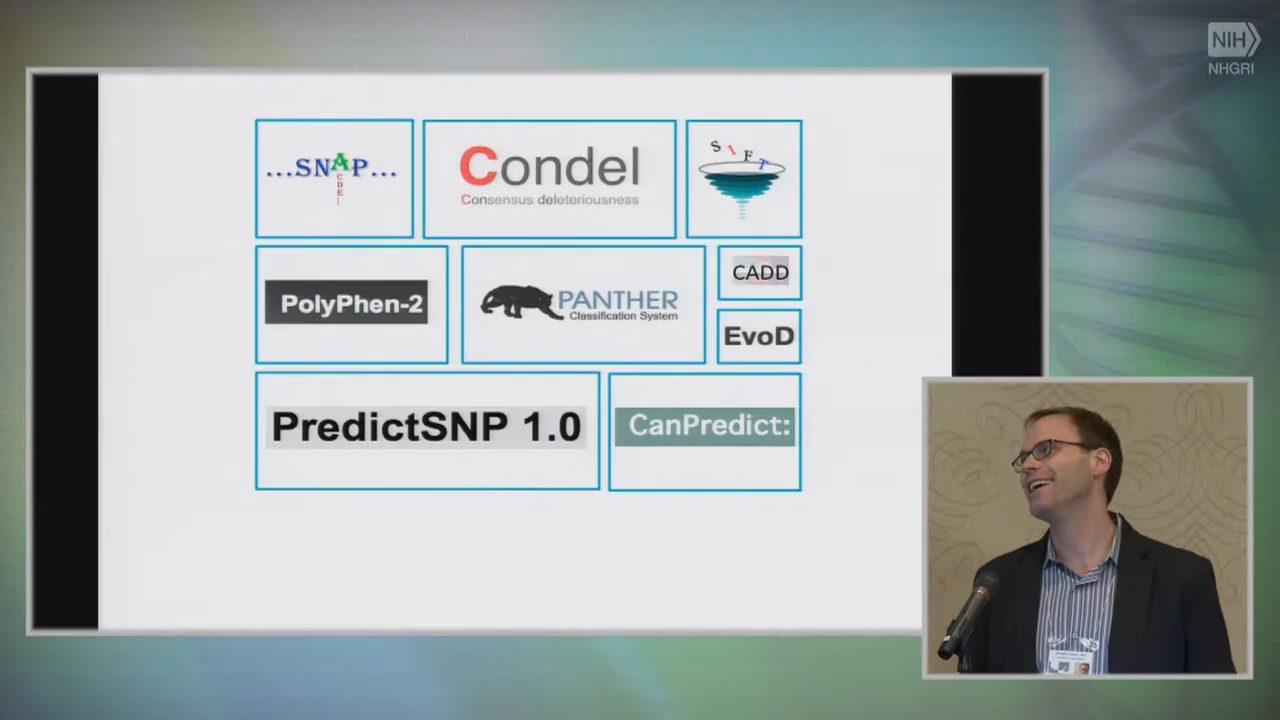 NIH
NHGRI
...SNAP...
C
D
E
Condel
Consensus deleteriousness
SIFT
PolyPhen-2
PANTHER
Classification System
CADD
EvoD
PredictSNP 1.0
CanPredict: